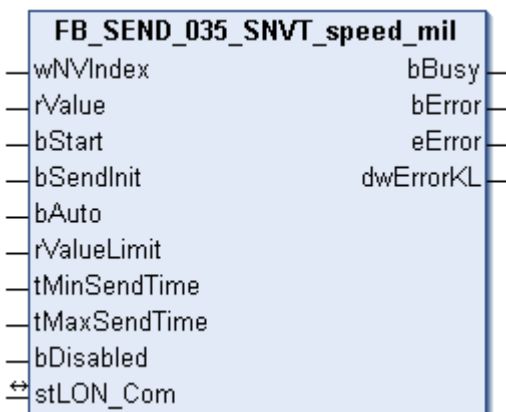 FB_SEND_035_SNVT_speed_mil
wNVIndex bBusy
rValue bError
bStart eError
bSendInit dwErrorKL
bAuto
rValueLimit
tMinSendTime
tMaxSendTime
bDisabled
stLON_Com